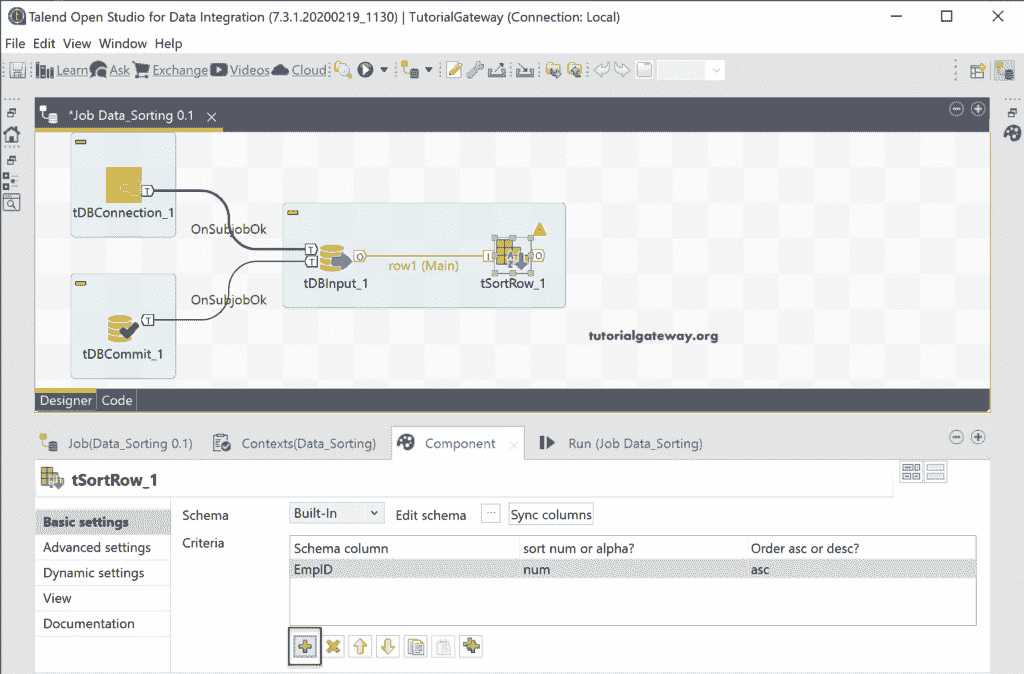 Talend Open Studio for Data Integration (7.3.1.20200219_1130) | TutorialGateway (Connection: Local)
File Edit View Window Help
Learn Ask Exchange Videos Cloud
*Job Data_Sorting 0.1
T
tDBConnection_1
OnSubjobOk
T
T
O
tDBInput_1
row1 (Main)
I
O
tSortRow_1
OnSubjobOk
T
tDBCommit_1
tutorialgateway.org
Designer Code
Job(Data_Sorting 0.1) Contexts(Data_Sorting) Component Run (Job Data_Sorting)
tSortRow_1
Basic settings
Advanced settings
Dynamic settings
View
Documentation
Schema Built-In Edit schema ... Sync columns
Criteria
Schema column sort num or alpha? Order asc or desc?
EmpID num asc